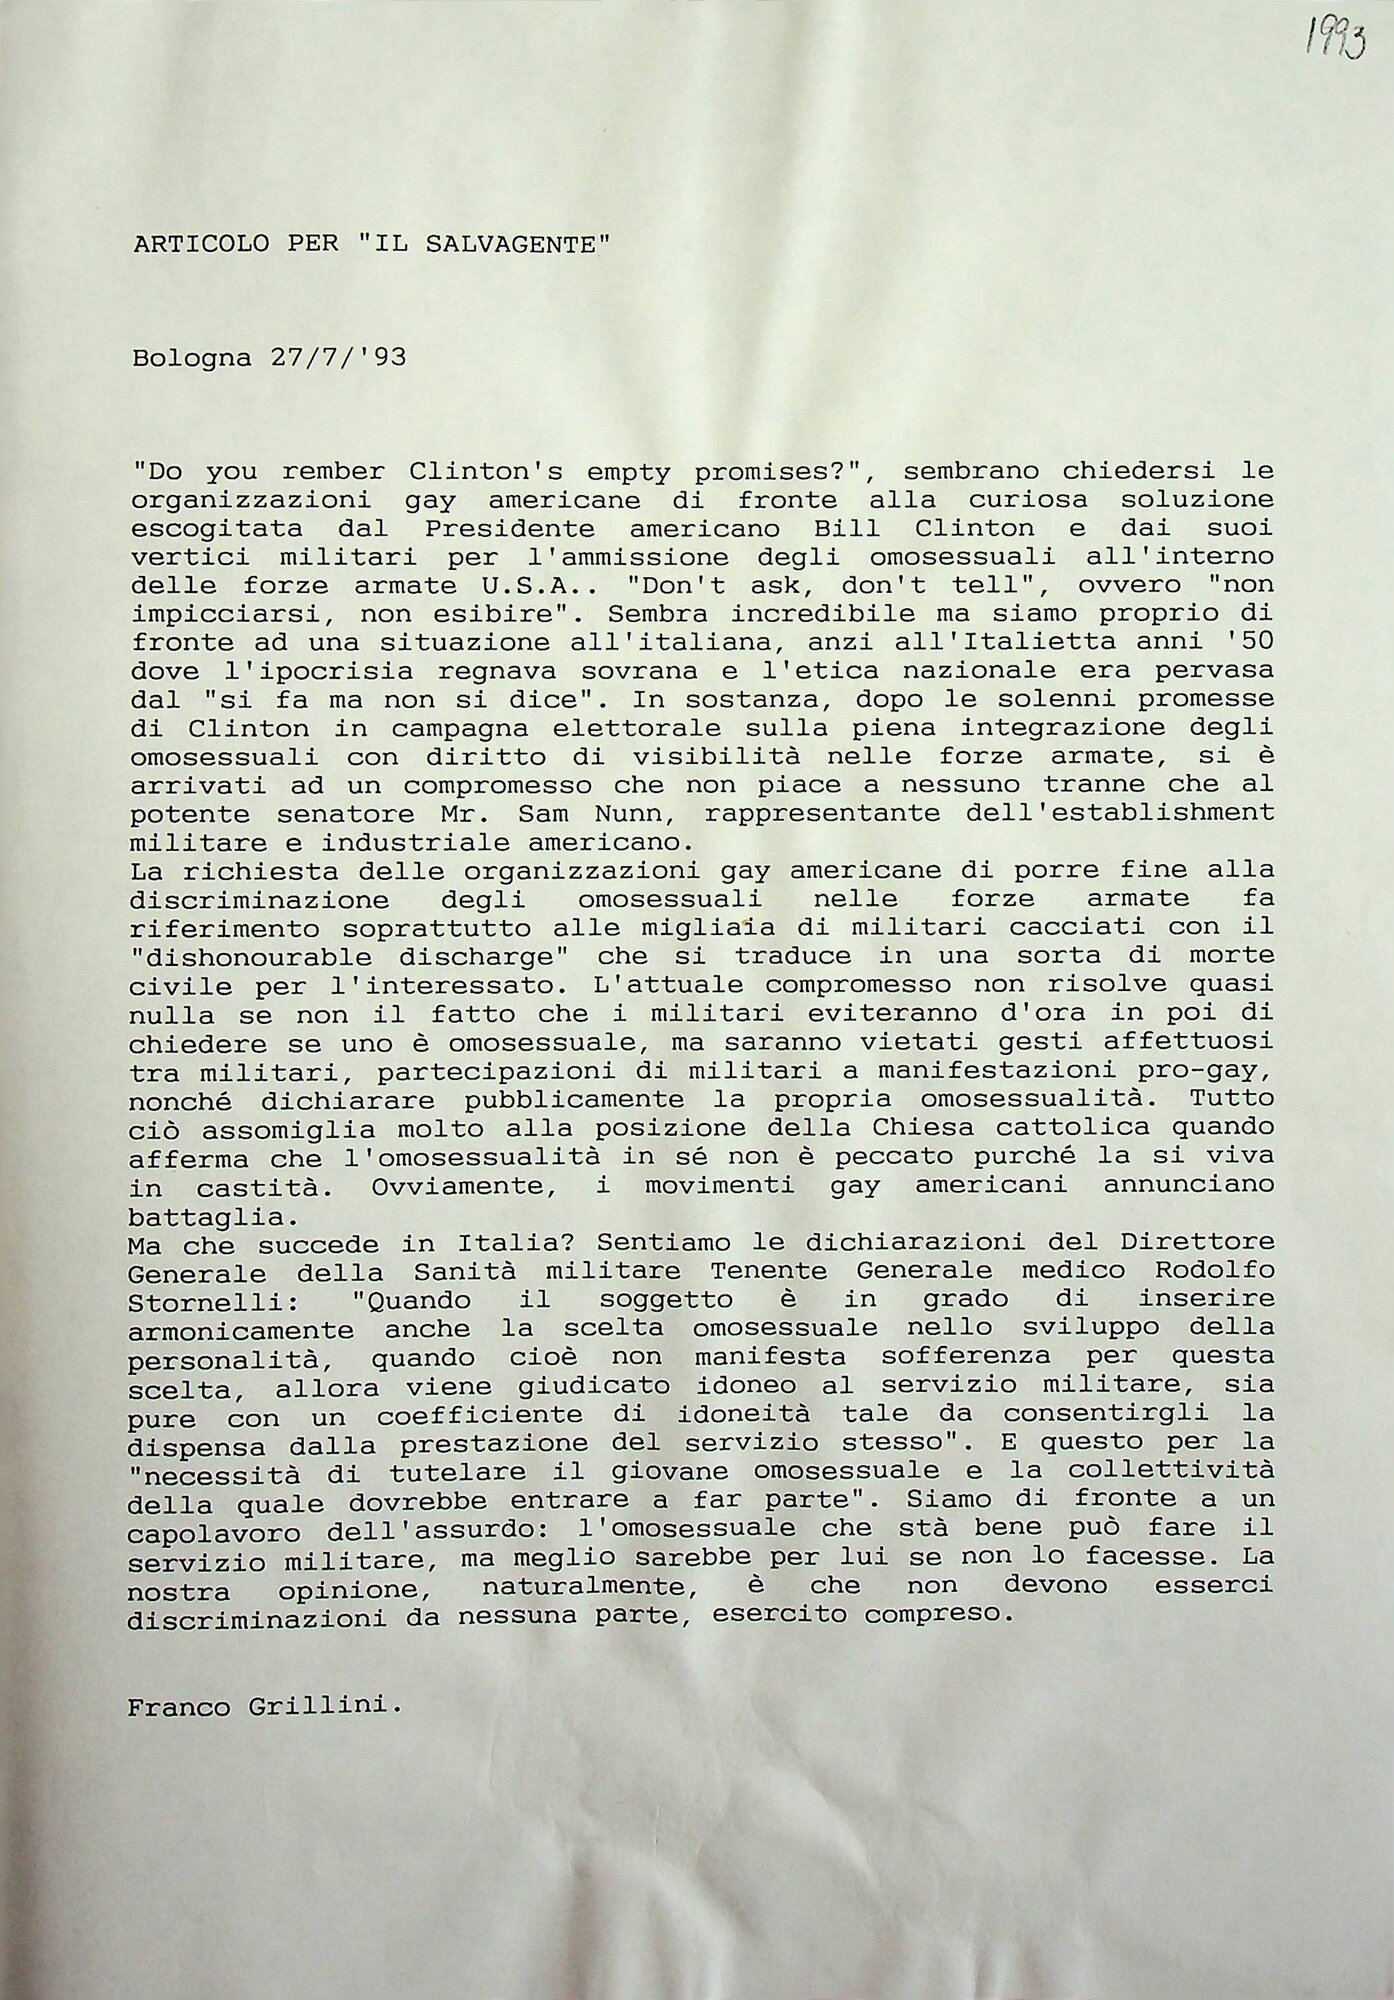 1993
ARTICOLO PER "IL SALVAGENTE"
Bologna 27/7/'93
"Do you rember Clinton's empty promises?", sembrano chiedersi le
organizzazioni gay americane di fronte alla curiosa soluzione
escogitata dal Presidente americano Bill Clinton e dai suoi
vertici militari per l'ammissione degli omosessuali all'interno
delle forze armate U.S.A.. "Don't ask, don't tell", ovvero "non
impicciarsi, non esibire". Sembra incredibile ma siamo proprio di
fronte ad una situazione all'italiana, anzi all'Italietta anni '50
dove l'ipocrisia regnava sovrana e l'etica nazionale era pervasa
dal "si fa ma non si dice". In sostanza, dopo le solenni promesse
di Clinton in campagna elettorale sulla piena integrazione degli
omosessuali con diritto di visibilità nelle forze armate, si è
arrivati ad un compromesso che non piace a nessuno tranne che al
potente senatore Mr. Sam Nunn, rappresentante dell'establishment
militare e industriale americano.
La richiesta delle organizzazioni gay americane di porre fine alla
discriminazione degli omosessuali nelle forze armate fa
riferimento soprattutto alle migliaia di militari cacciati con il
"dishonourable discharge" che si traduce in una sorta di morte
civile per l'interessato. L'attuale compromesso non risolve quasi
nulla se non il fatto che i militari eviteranno d'ora in poi di
chiedere se uno è omosessuale, ma saranno vietati gesti affettuosi
tra militari, partecipazioni di militari a manifestazioni pro-gay,
nonché dichiarare pubblicamente la propria omosessualità. Tutto
ciò assomiglia molto alla posizione della Chiesa cattolica quando
afferma che l'omosessualità in sé non è peccato purché la si viva
in castità. Ovviamente, i movimenti gay americani annunciano
battaglia.
Ma che succede in Italia? Sentiamo le dichiarazioni del Direttore
Generale della Sanità militare Tenente Generale medico Rodolfo
Stornelli: "Quando il soggetto è in grado di inserire
armonicamente anche la scelta omosessuale nello sviluppo della
personalità, quando cioè non manifesta sofferenza per questa
scelta, allora viene giudicato idoneo al servizio militare, sia
pure con un coefficiente di idoneità tale da consentirgli la
dispensa dalla prestazione del servizio stesso". E questo per la
"necessità di tutelare il giovane omosessuale e la collettività
della quale dovrebbe entrare a far parte". Siamo di fronte a un
capolavoro dell'assurdo: l'omosessuale che stà bene può fare il
servizio militare, ma meglio sarebbe per lui se non lo facesse. La
nostra opinione, naturalmente, è che non devono esserci
discriminazioni da nessuna parte, esercito compreso.
Franco Grillini.